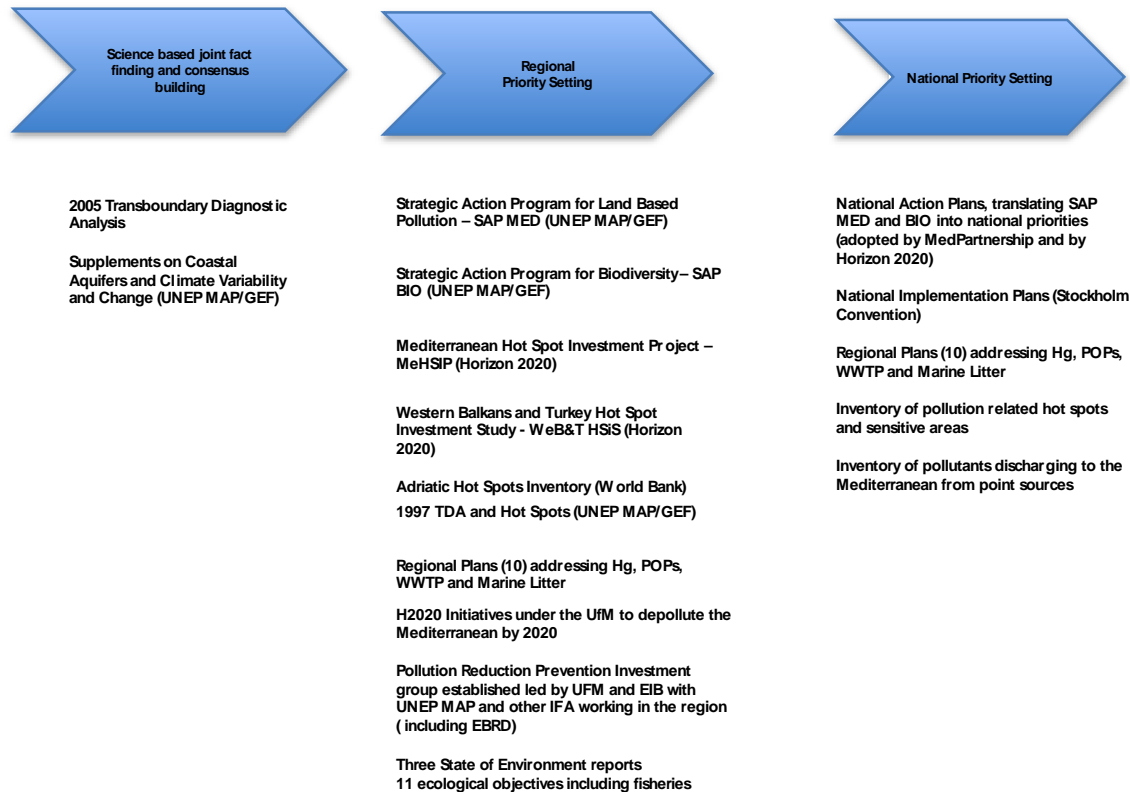 Science based joint fact
finding and consensus
building
2005 Transboundary Diagnostic
Analysis
Supplements on Coastal
Aquifers and Climate Variability
and Change (UNEP MAP/GEF)
Regional
Priority Setting
Strategic Action Program for Land Based
Pollution – SAP MED (UNEP MAP/GEF)
Strategic Action Program for Biodiversity – SAP
BIO (UNEP MAP/GEF)
Mediterranean Hot Spot Investment Project –
MeHSIP (Horizon 2020)
Western Balkans and Turkey Hot Spot
Investment Study - WeB&T HSiS (Horizon
2020)
Adriatic Hot Spots Inventory (World Bank)
1997 TDA and Hot Spots (UNEP MAP/GEF)
Regional Plans (10) addressing Hg, POPs,
WWTP and Marine Litter
H2020 Initiatives under the UfM to depollute the
Mediterranean by 2020
Pollution Reduction Prevention Investment
group established led by UFM and EIB with
UNEP MAP and other IFA working in the region
( including EBRD)
Three State of Environment reports
11 ecological objectives including fisheries
National Priority Setting
National Action Plans, translating SAP
MED and BIO into national priorities
(adopted by MedPartnership and by
Horizon 2020)
National Implementation Plans (Stockholm
Convention)
Regional Plans (10) addressing Hg, POPs,
WWTP and Marine Litter
Inventory of pollution related hot spots
and sensitive areas
Inventory of pollutants discharging to the
Mediterranean from point sources